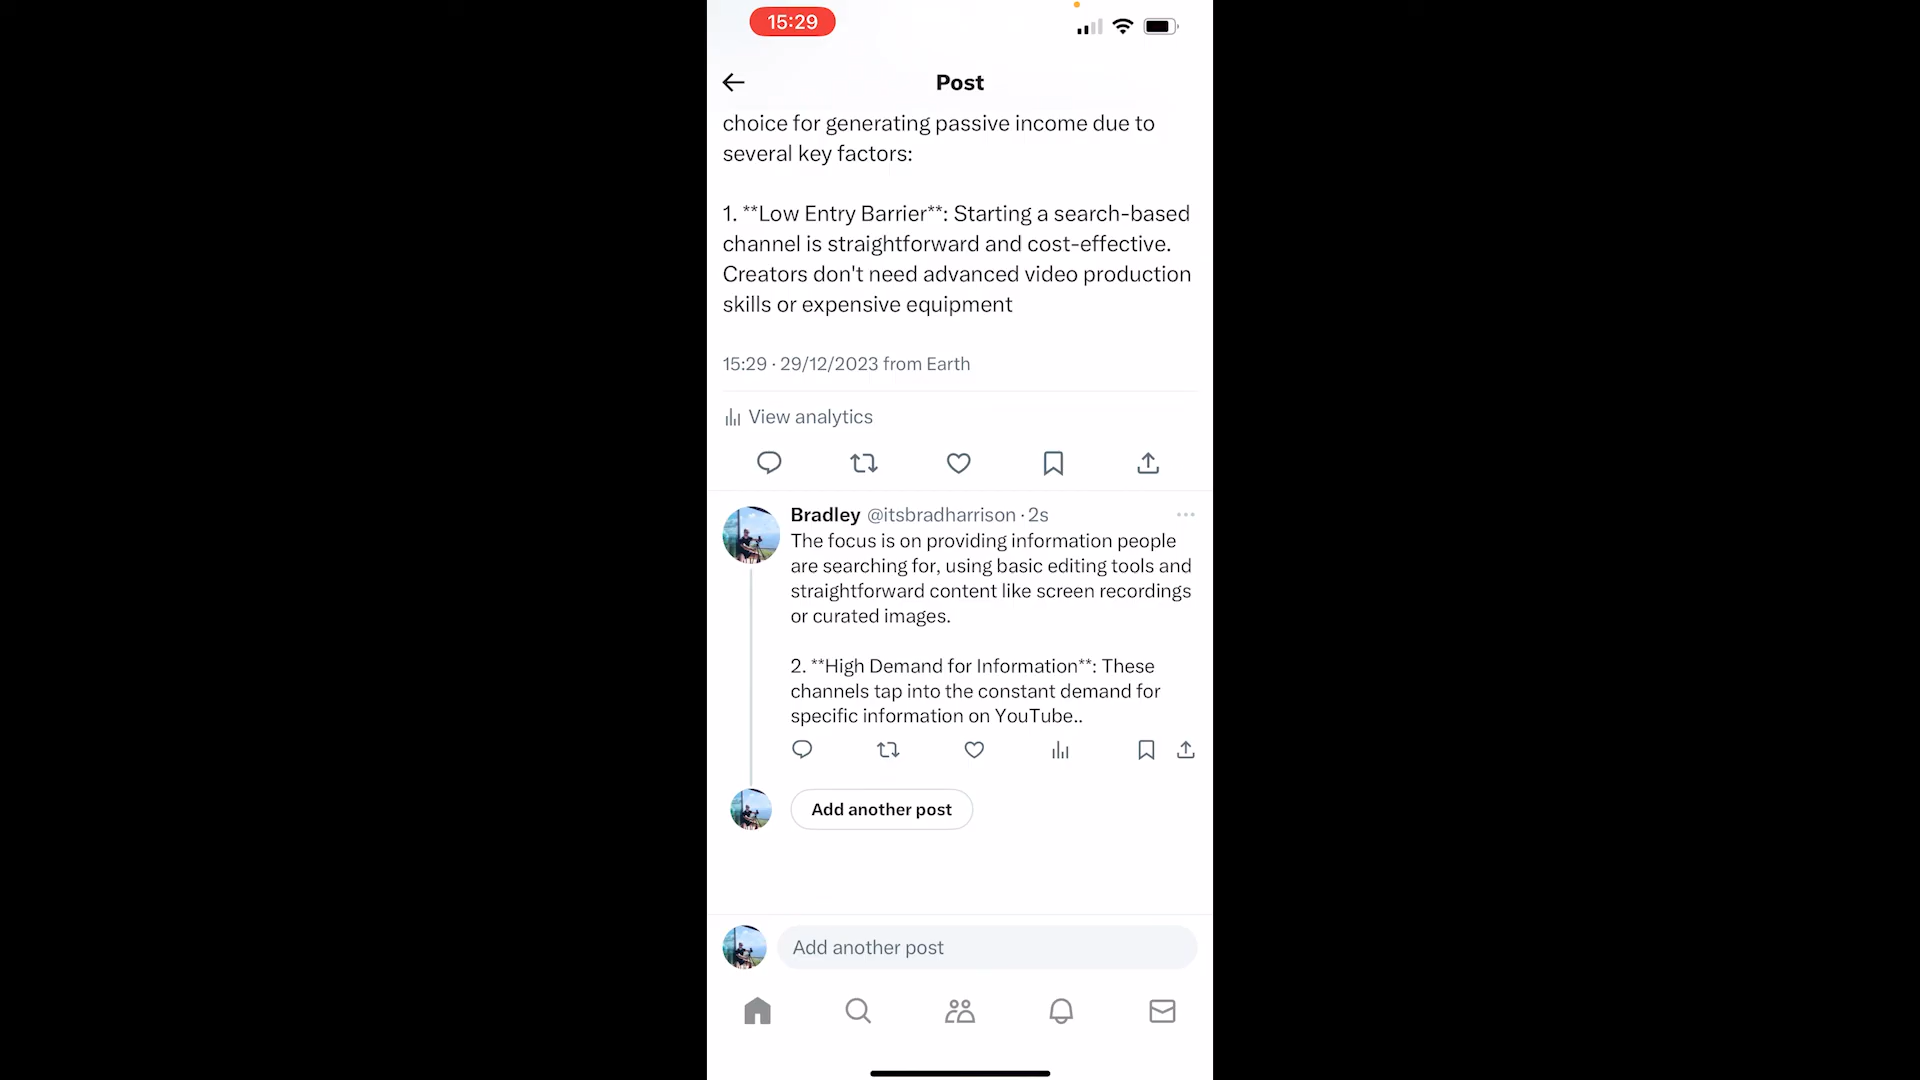 15:29
Post
choice for generating passive income due to
several key factors:
1. **Low Entry Barrier**: Starting a search-based
channel is straightforward and cost-effective.
Creators don't need advanced video production
skills or expensive equipment
15:29 · 29/12/2023 from Earth
View analytics
Bradley @itsbradharrison · 2s
The focus is on providing information people
are searching for, using basic editing tools and
straightforward content like screen recordings
or curated images.
2. **High Demand for Information**: These
channels tap into the constant demand for
specific information on YouTube..
Add another post
Add another post